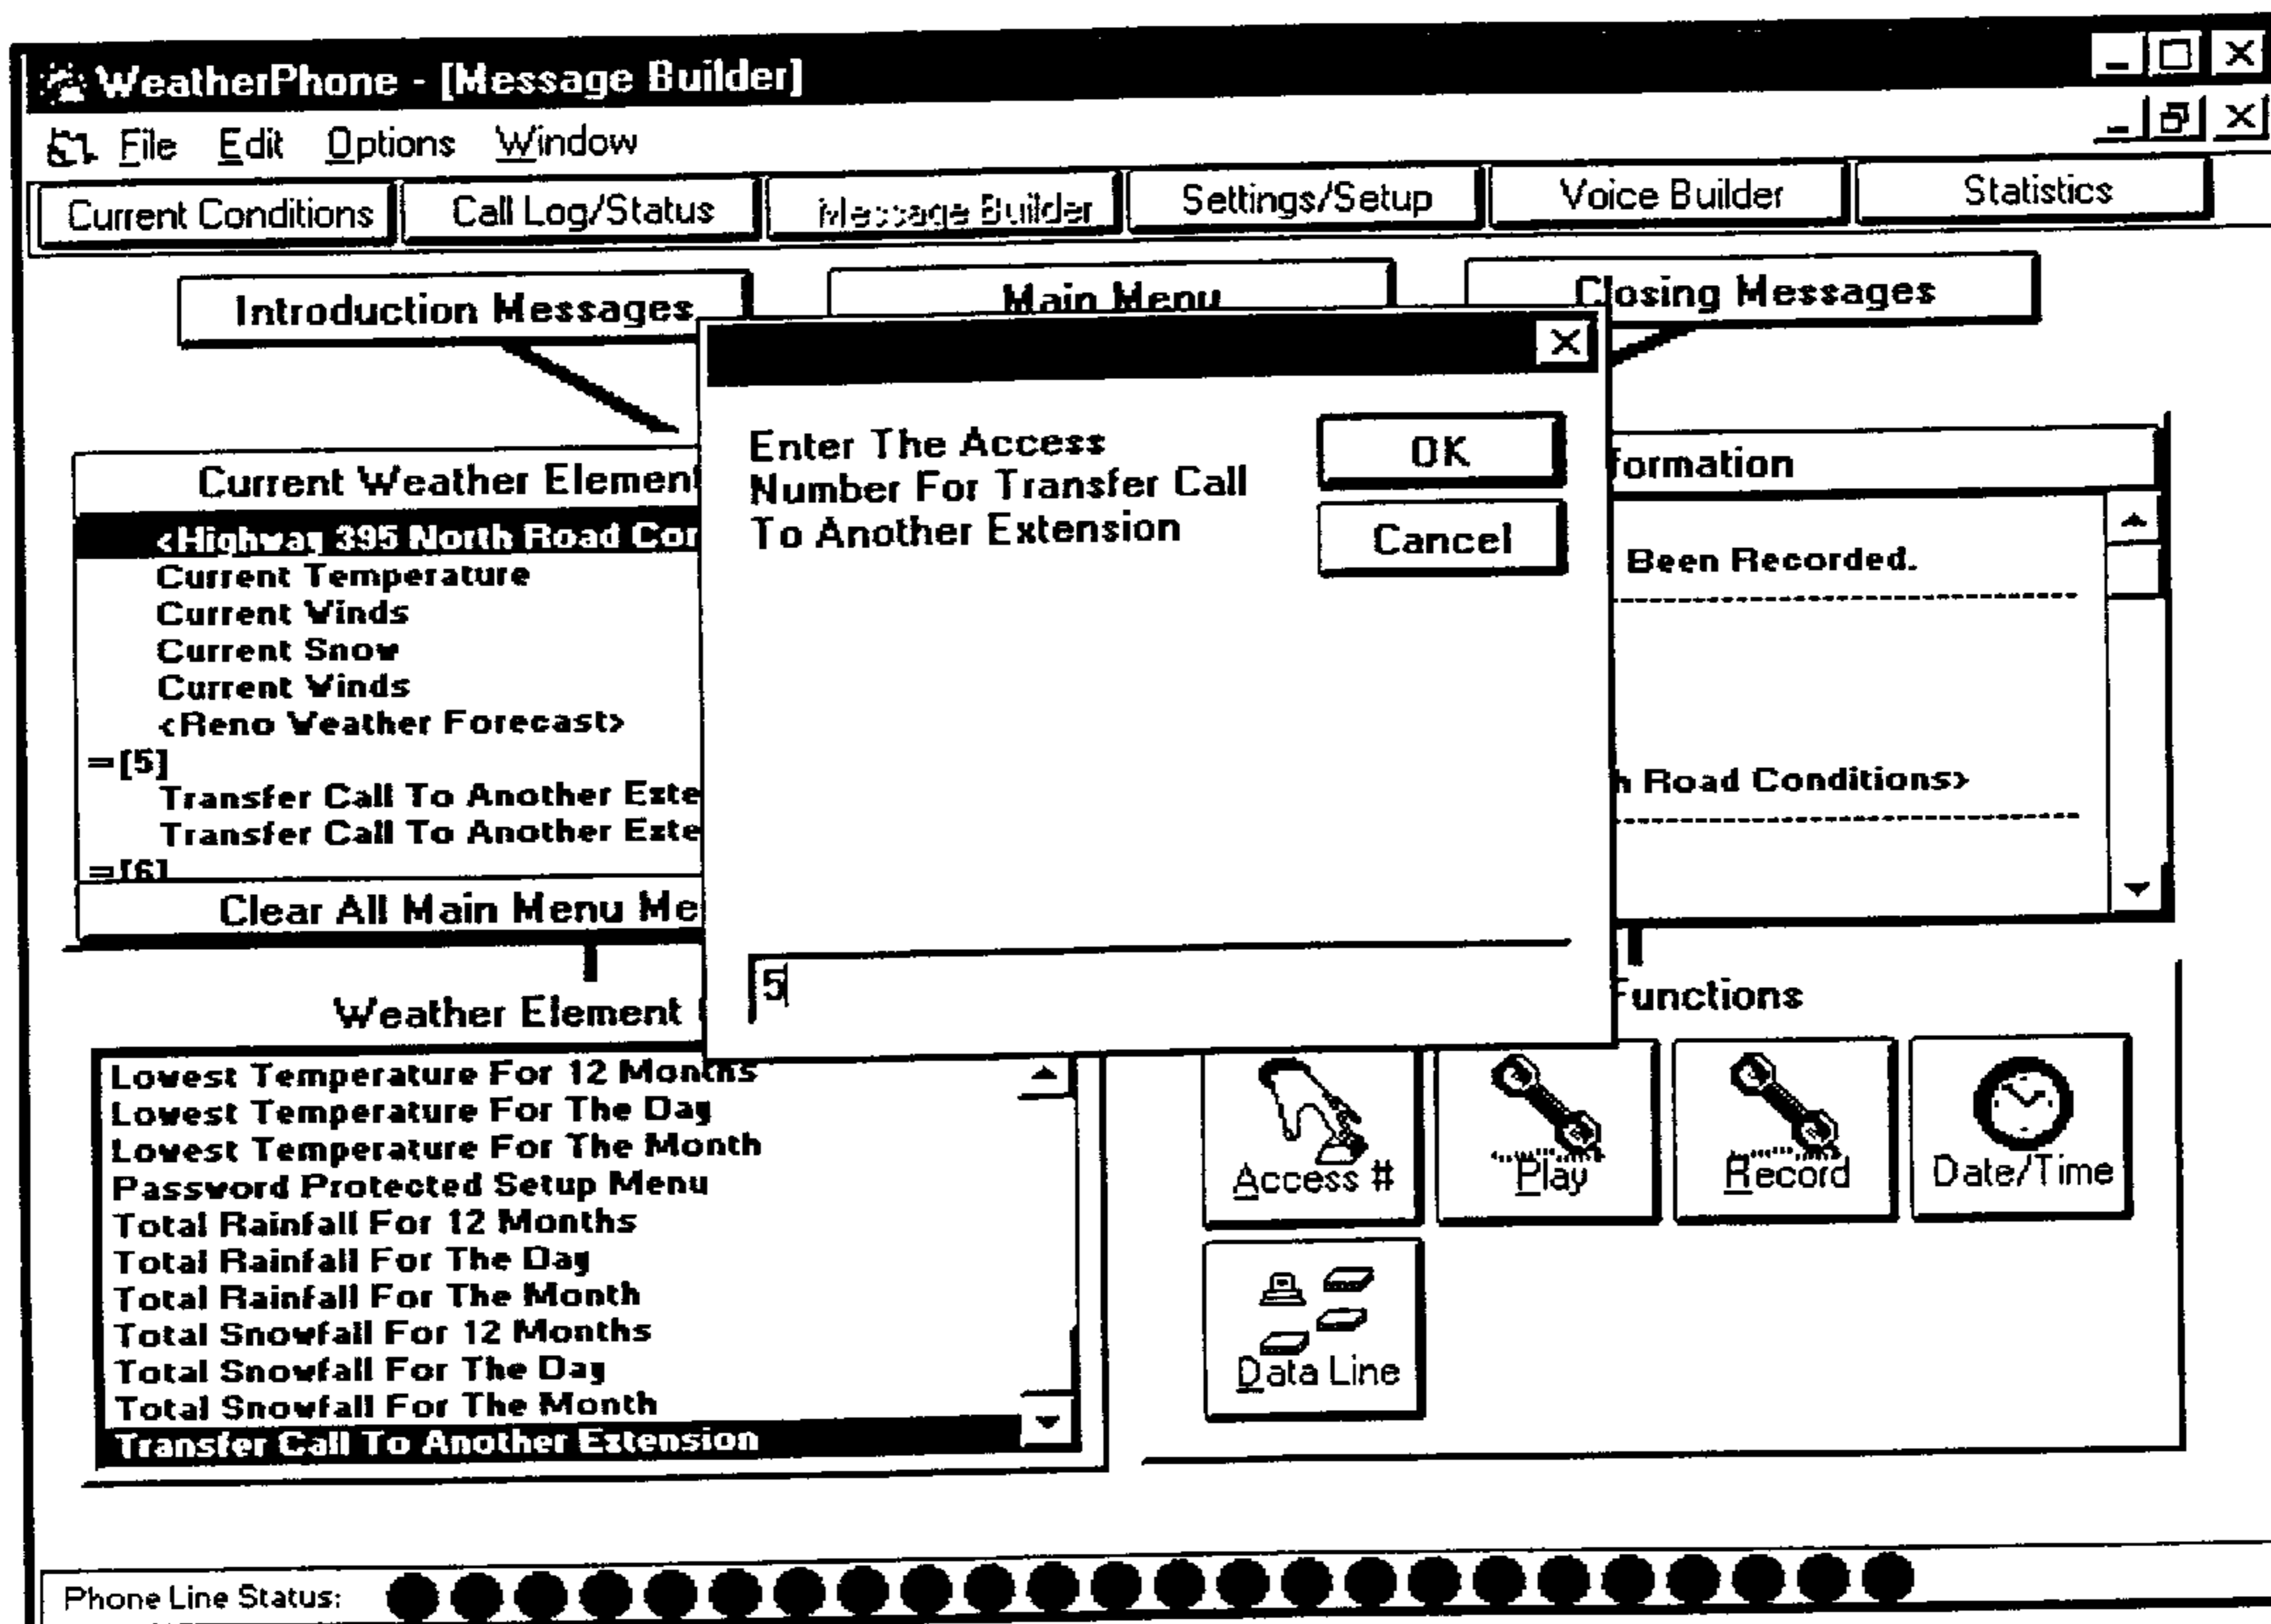 WeatherPhone - [Message Builder]
File Edit Options Window
Current Conditions Call Log/Status Message Builder Settings/Setup Voice Builder Statistics
Introduction Messages Main Menu Closing Messages
Enter The Access
Number For Transfer Call
To Another Extension
OK
Cancel
5
Current Weather Element
<Highway 395 North Road Cor
Current Temperature
Current Winds
Current Snow
Current Winds
<Reno Weather Forecast>
=[5]
Transfer Call To Another Exte
Transfer Call To Another Exte
=[6]
Clear All Main Menu Me
formation
Been Recorded.
h Road Conditions>
Weather Element
Lowest Temperature For 12 Months
Lowest Temperature For The Day
Lowest Temperature For The Month
Password Protected Setup Menu
Total Rainfall For 12 Months
Total Rainfall For The Day
Total Rainfall For The Month
Total Snowfall For 12 Months
Total Snowfall For The Day
Total Snowfall For The Month
Transfer Call To Another Extension
Functions
Access # Play Record Date/Time
Data Line
Phone Line Status: